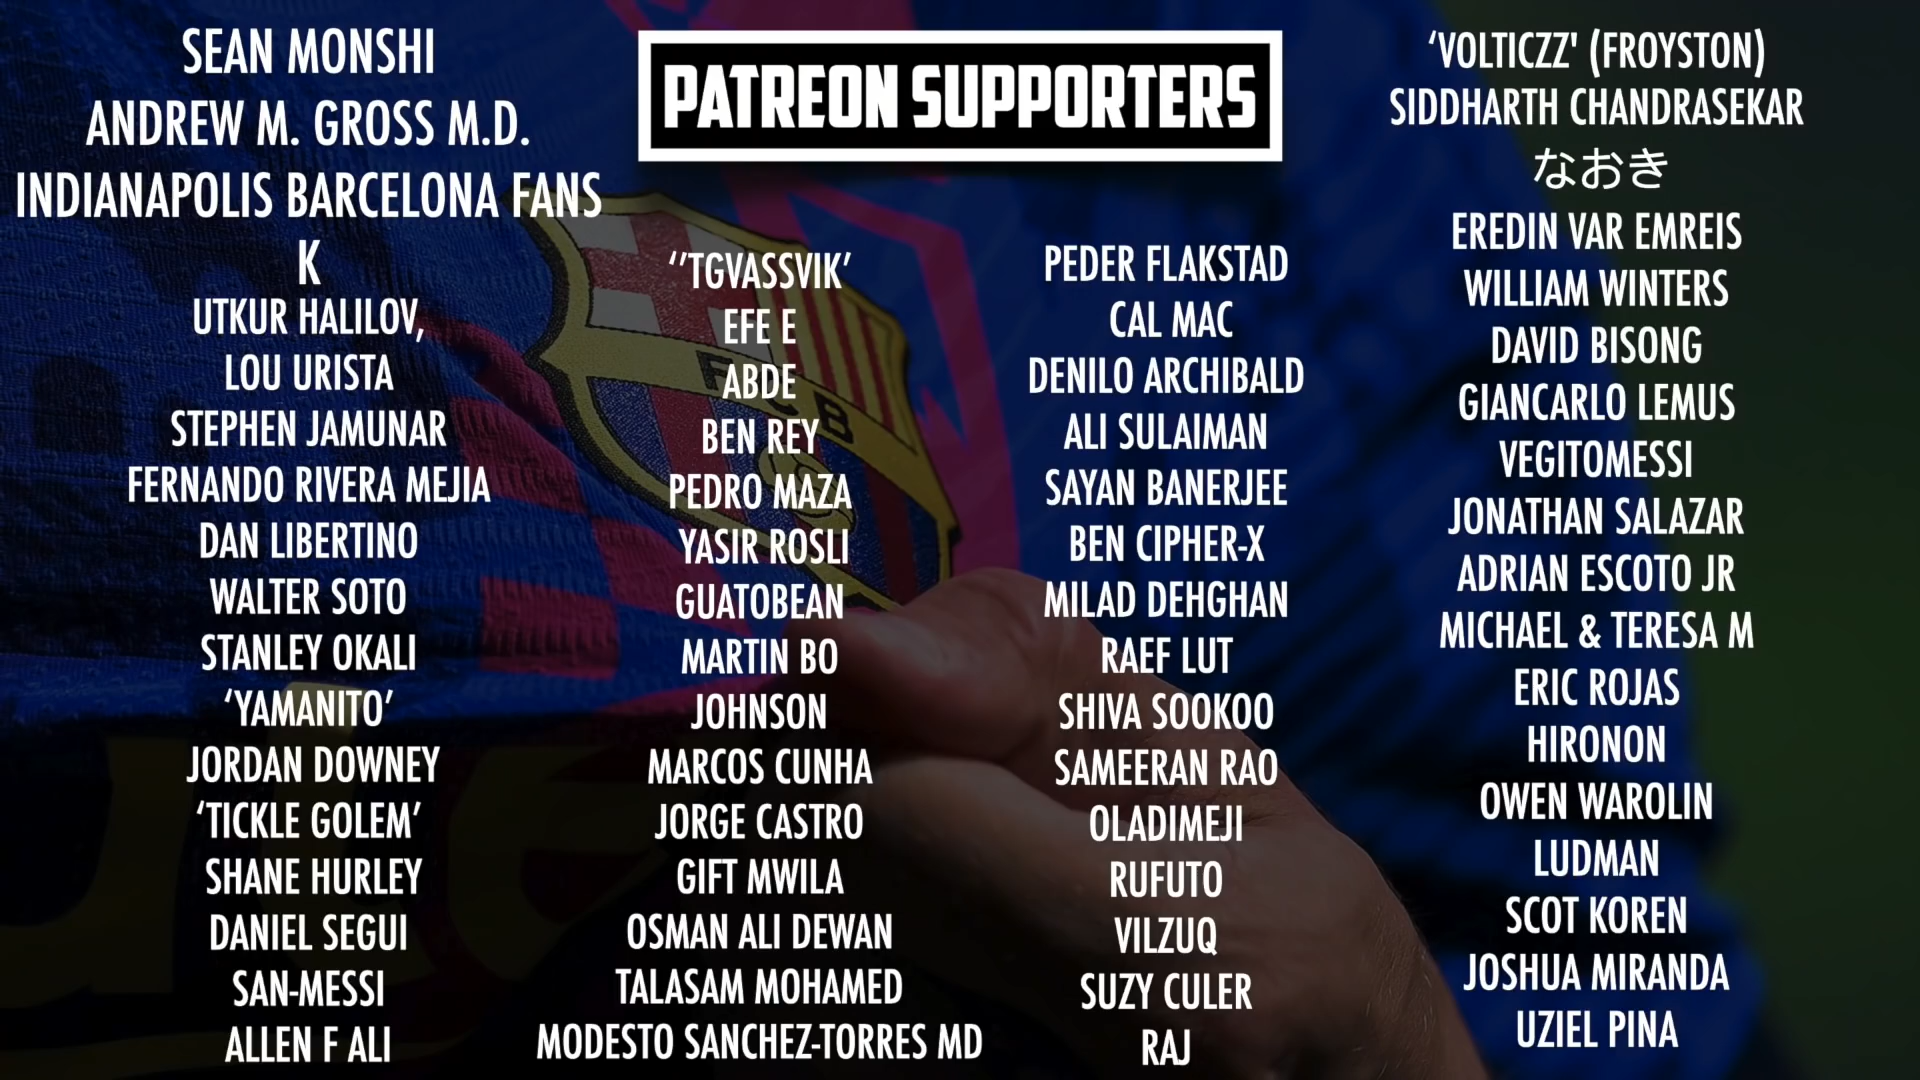 SEAN MONSHI
ANDREW M. GROSS M.D.
INDIANAPOLIS BARCELONA FANS
K
UTKUR HALILOV,
LOU URISTA
STEPHEN JAMUNAR
FERNANDO RIVERA MEJIA
DAN LIBERTINO
WALTER SOTO
STANLEY OKALI
‘YAMANITO’
JORDAN DOWNEY
‘TICKLE GOLEM’
SHANE HURLEY
DANIEL SEGUI
SAN-MESSI
ALLEN F ALI
PATREON SUPPORTERS
‘’TGVASSVIK’
EFE E
ABDE
BEN REY
PEDRO MAZA
YASIR ROSLI
GUATOBEAN
MARTIN BO
JOHNSON
MARCOS CUNHA
JORGE CASTRO
GIFT MWILA
OSMAN ALI DEWAN
TALASAM MOHAMED
MODESTO SANCHEZ-TORRES MD
PEDER FLAKSTAD
CAL MAC
DENILO ARCHIBALD
ALI SULAIMAN
SAYAN BANERJEE
BEN CIPHER-X
MILAD DEHGHAN
RAEF LUT
SHIVA SOOKOO
SAMEERAN RAO
OLADIMEJI
RUFUTO
VILZUQ
SUZY CULER
RAJ
‘VOLTICZZ' (FROYSTON)
SIDDHARTH CHANDRASEKAR
なおき
EREDIN VAR EMREIS
WILLIAM WINTERS
DAVID BISONG
GIANCARLO LEMUS
VEGITOMESSI
JONATHAN SALAZAR
ADRIAN ESCOTO JR
MICHAEL & TERESA M
ERIC ROJAS
HIRONON
OWEN WAROLIN
LUDMAN
SCOT KOREN
JOSHUA MIRANDA
UZIEL PINA
F C B